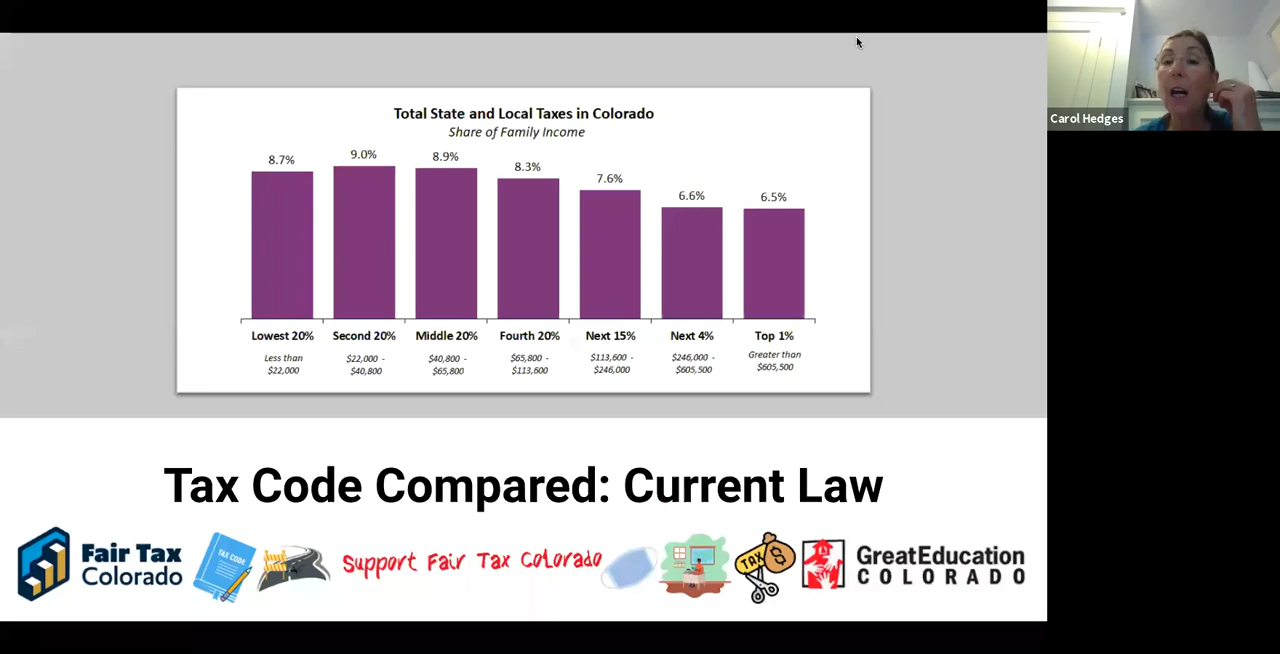 Total State and Local Taxes in Colorado
Share of Family Income
8.7%
9.0%
8.9%
8.3%
7.6%
6.6%
6.5%
Lowest 20%
Second 20%
Middle 20%
Fourth 20%
Next 15%
Next 4%
Top 1%
Less than
$22,000
$22,000 -
$40,800
$40,800 -
$65,800
$65,800 -
$113,600
$113,600 -
$246,000
$246,000 -
$605,500
Greater than
$605,500
Carol Hedges
Tax Code Compared: Current Law
Fair Tax
Colorado
TAX CODE
Support Fair Tax Colorado
TAX
$
GreatEducation
COLORADO